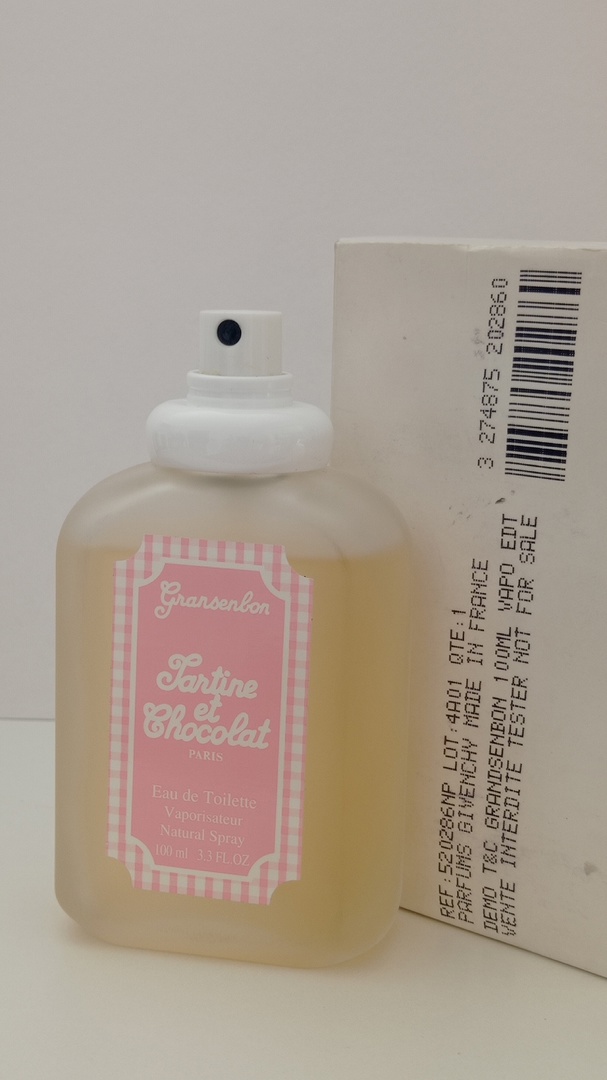 Gransenbon
Tartine
et
Chocolat
PARIS
Eau de Toilette
Vaporisateur
Natural Spray
100 ml 3.3 FL.OZ
3 274875 202860
REF:520286NP LOT:4A01 QTE:1
PARFUMS GIVENCHY MADE IN FRANCE
DEMO T&C GRANDSENBON 100ML VAPO EDT
VENTE INTERDITE TESTER NOT FOR SALE